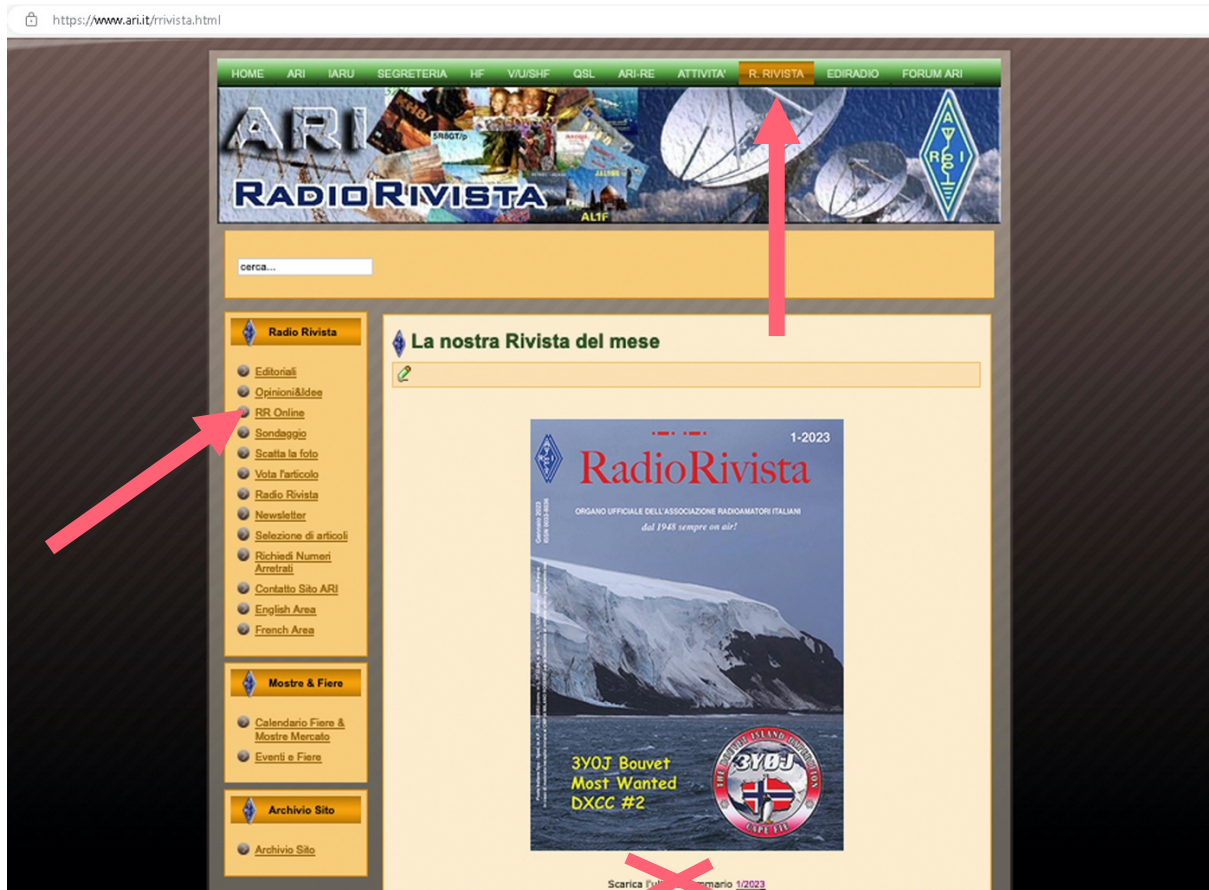 https://www.ari.it/rrivista.html
HOME ARI IARU SEGRETERIA HF V/U/SHF QSL ARI-RE ATTIVITA' R. RIVISTA EDIRADIO FORUM ARI
ARI
5R8GT/p
AL1F
RADIORIVISTA
A
R I
cerca...
Radio Rivista
Editoriali
Opinioni&Idee
RR Online
Sondaggio
Scatta la foto
Vota l'articolo
Radio Rivista
Newsletter
Selezione di articoli
Richiedi Numeri
Arretrati
Contatto Sito ARI
English Area
French Area
Mostre & Fiere
Calendario Fiere &
Mostre Mercato
Eventi e Fiere
Archivio Sito
Archivio Sito
La nostra Rivista del mese
1-2023
RadioRivista
ORGANO UFFICIALE DELL'ASSOCIAZIONE RADIOAMATORI ITALIANI
dal 1948 sempre on air!
Gennaio 2023
3Y0J Bouvet
Most Wanted
DXCC #2
3YØJ
Scarica 1/2023